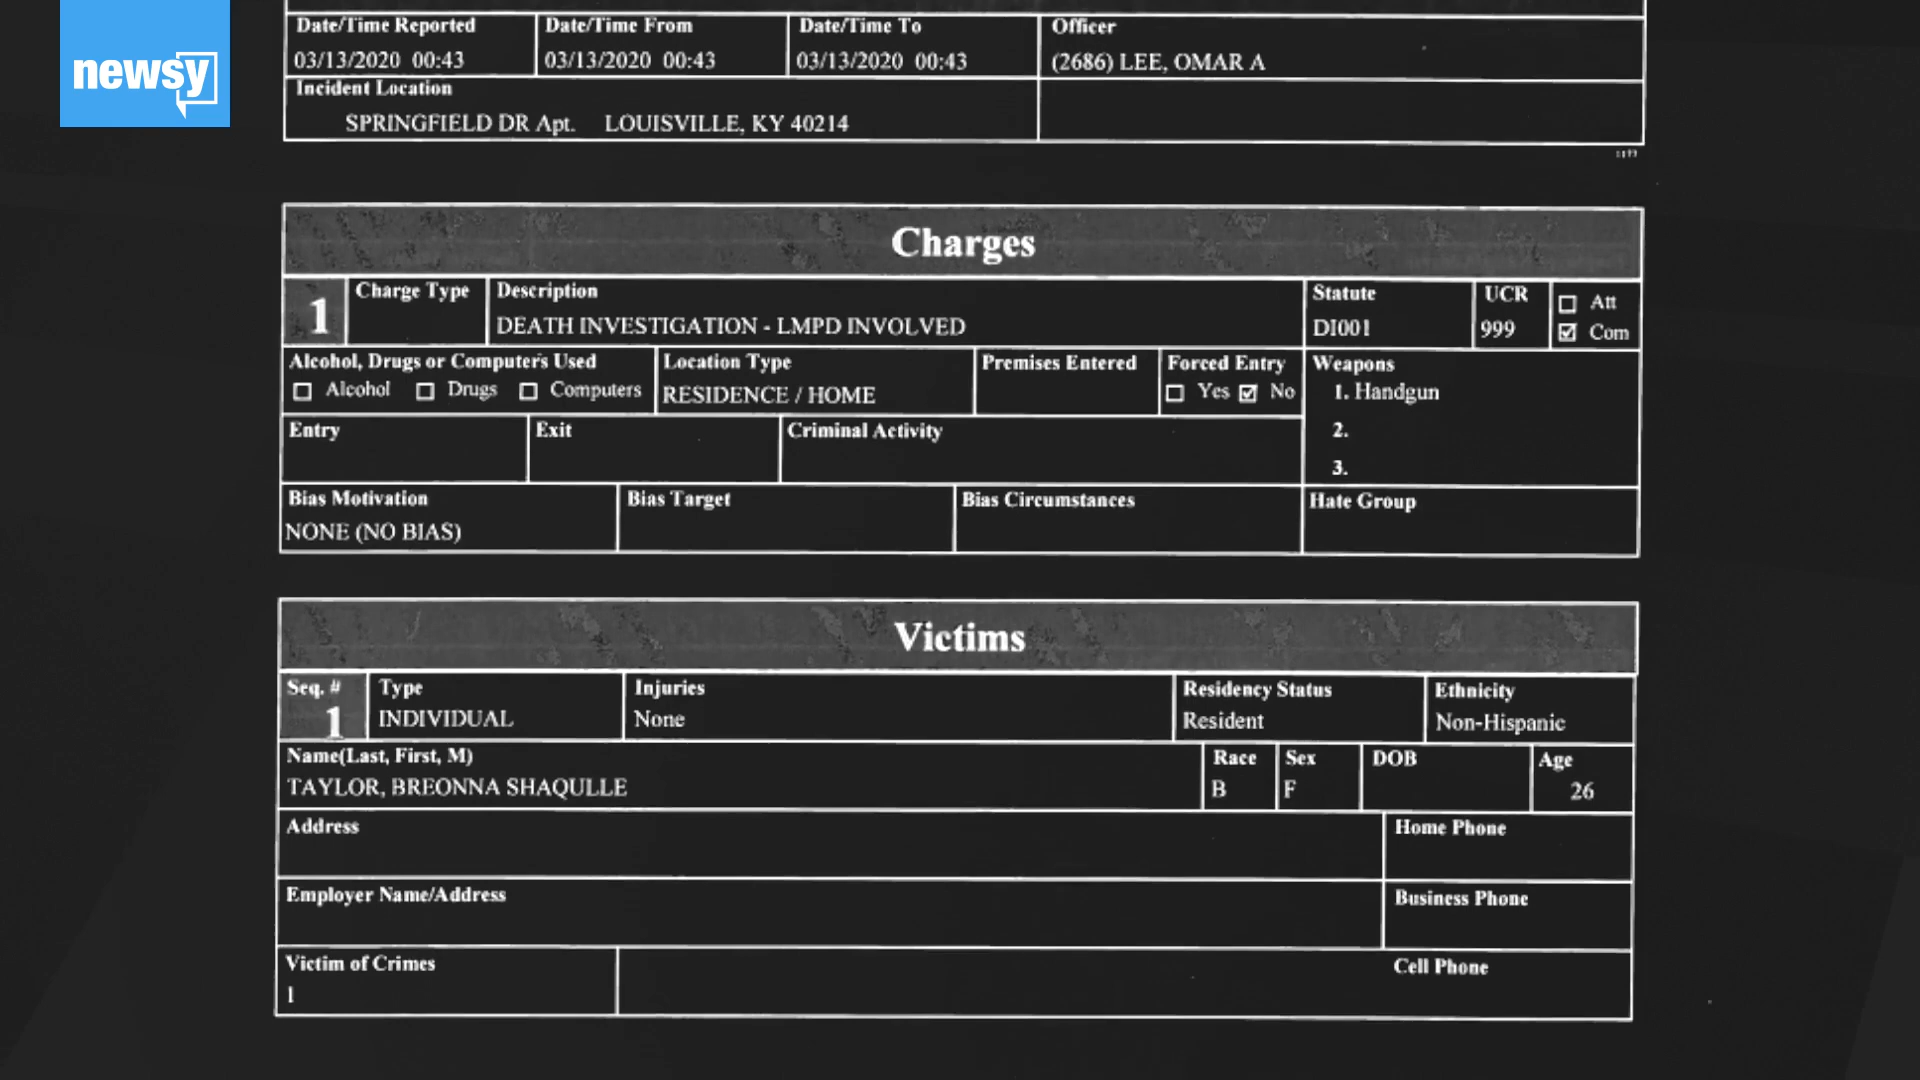 newsy
Date/Time Reported Date/Time From Date/Time To Officer
03/13/2020 00:43 03/13/2020 00:43 03/13/2020 00:43 (2686) LEE, OMAR A
Incident Location
SPRINGFIELD DR Apt. LOUISVILLE, KY 40214
Charges
1 Charge Type Description Statute UCR Att
DEATH INVESTIGATION - LMPD INVOLVED DI001 999 Com
Alcohol, Drugs or Computers Used Location Type Premises Entered Forced Entry Weapons
Alcohol Drugs Computers RESIDENCE / HOME Yes No 1. Handgun
Entry Exit Criminal Activity 2.
3.
Bias Motivation Bias Target Bias Circumstances Hate Group
NONE (NO BIAS)
Victims
Seq. # Type Injuries Residency Status Ethnicity
1 INDIVIDUAL None Resident Non-Hispanic
Name(Last, First, M) Race Sex DOB Age
TAYLOR, BREONNA SHAQULLE B F 26
Address Home Phone
Employer Name/Address Business Phone
Victim of Crimes Cell Phone
1